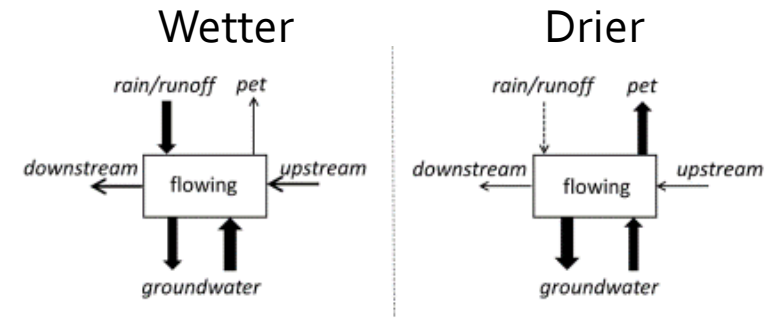 Wetter
rain/runoff pet
downstream flowing upstream
groundwater
Drier
rain/runoff pet
downstream flowing upstream
groundwater